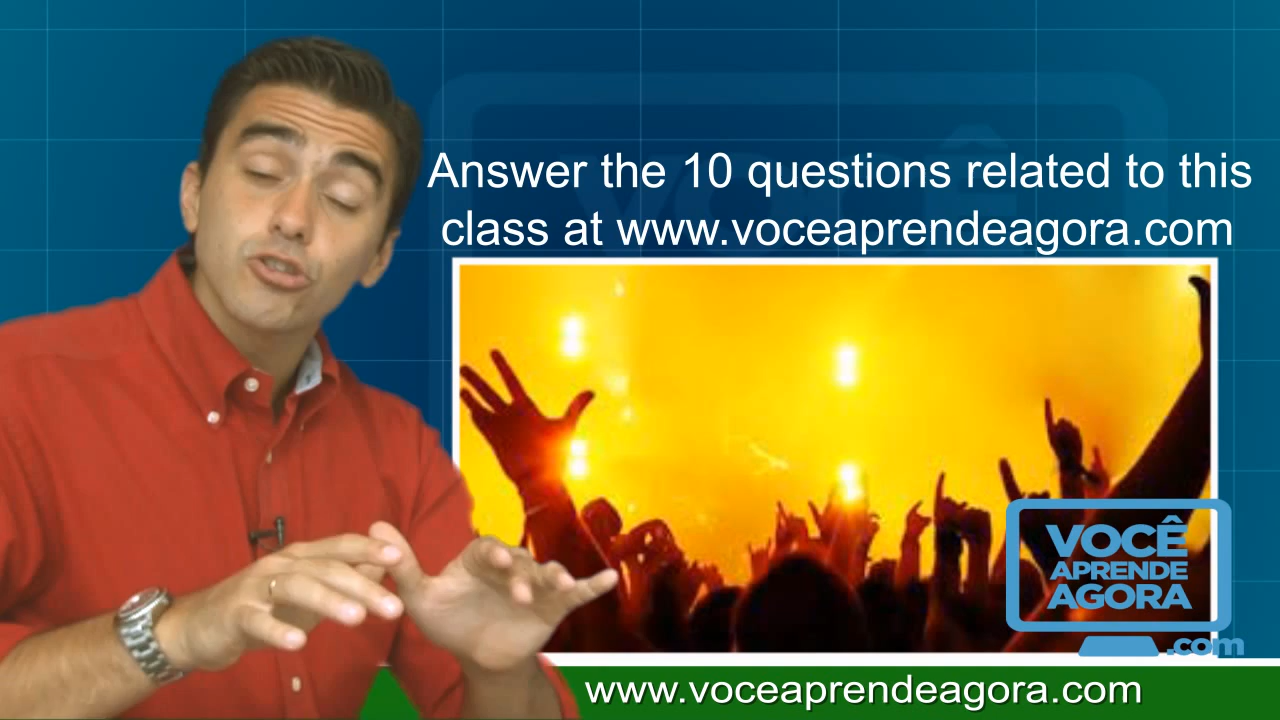 Answer the 10 questions related to this
class at www.voceaprendeagora.com
VOCÊ
APRENDE
AGORA
.com
www.voceaprendeagora.com